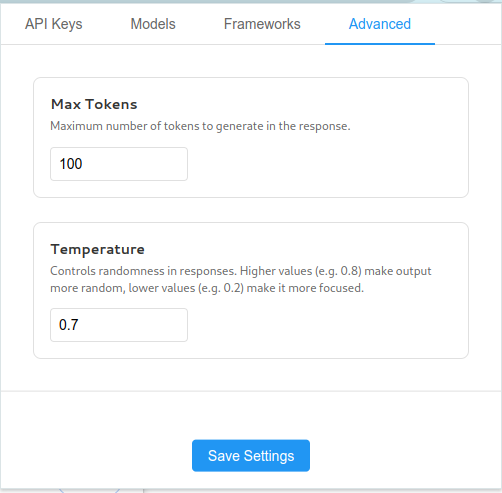 API Keys Models Frameworks Advanced
Max Tokens
Maximum number of tokens to generate in the response.
100
Temperature
Controls randomness in responses. Higher values (e.g. 0.8) make output
more random, lower values (e.g. 0.2) make it more focused.
0.7
Save Settings